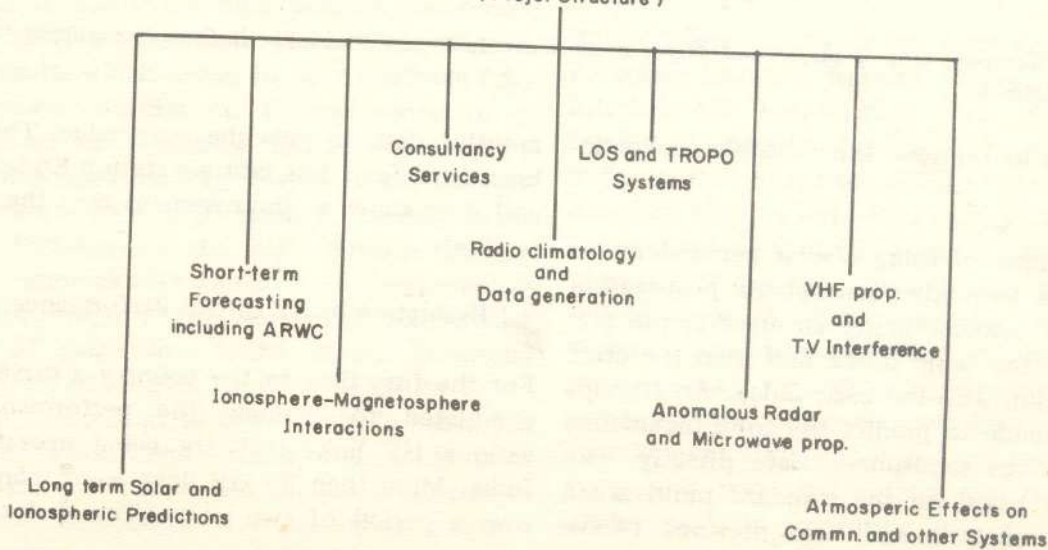 Consultancy
Services
LOS and TROPO
Systems
Short-term
Forecasting
including ARWC
Radio climatology
and
Data generation
VHF prop.
and
T.V Interference
Ionosphere-Magnetosphere
Interactions
Anomalous Radar
and Microwave prop.
Long term Solar and
Ionospheric Predictions
Atmosperic Effects on
Commn. and other Systems